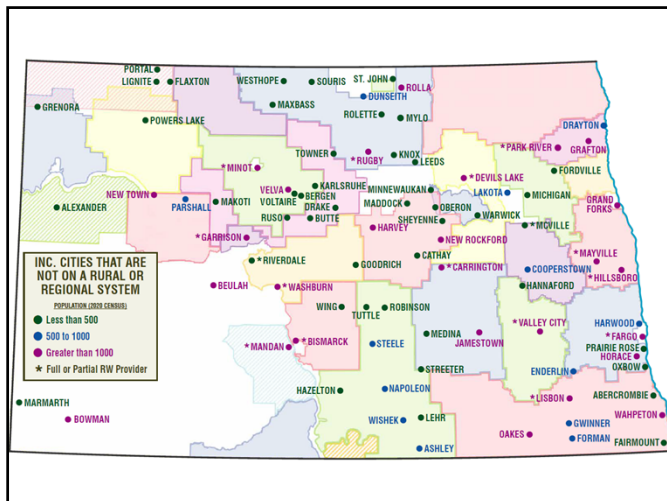 PORTAL
LIGNITE
FLAXTON
WESTHOPE
SOURIS
ST. JOHN
ROLLA
DUNSEITH
GRENORA
MAXBASS
POWERS LAKE
ROLETTE
MYLO
DRAYTON
*PARK RIVER
GRAFTON
TOWNER
*RUGBY
KNOX
LEEDS
*MINOT
FORDVILLE
*DEVILS LAKE
NEW TOWN
PARSHALL
MAKOTI
VELVA
KARLSRUHE
VOLTAIRE
BERGEN
MINNEWAUKAN
LAKOTA
MICHIGAN
ALEXANDER
DRAKE
MADDOCK
OBERON
GRAND
FORKS
RUSO
BUTTE
SHEYENNE
WARWICK
*MCVILLE
*GARRISON
HARVEY
NEW ROCKFORD
*RIVERDALE
GOODRICH
CATHAY
*MAYVILLE
*CARRINGTON
COOPERSTOWN
*HILLSBORO
BEULAH
*WASHBURN
HANNAFORD
INC. CITIES THAT ARE
NOT ON A RURAL OR
REGIONAL SYSTEM
POPULATION (2020 CENSUS)
Less than 500
500 to 1000
Greater than 1000
* Full or Partial RW Provider
WING
TUTTLE
ROBINSON
HARWOOD
*FARGO
*MANDAN
*BISMARCK
STEELE
MEDINA
JAMESTOWN
*VALLEY CITY
PRAIRIE ROSE
HORACE
OXBOW
STREETER
ENDERLIN
HAZELTON
NAPOLEON
*LISBON
ABERCROMBIE
MARMARTH
BOWMAN
WISHEK
LEHR
WAHPETON
OAKES
GWINNER
FORMAN
ASHLEY
FAIRMOUNT